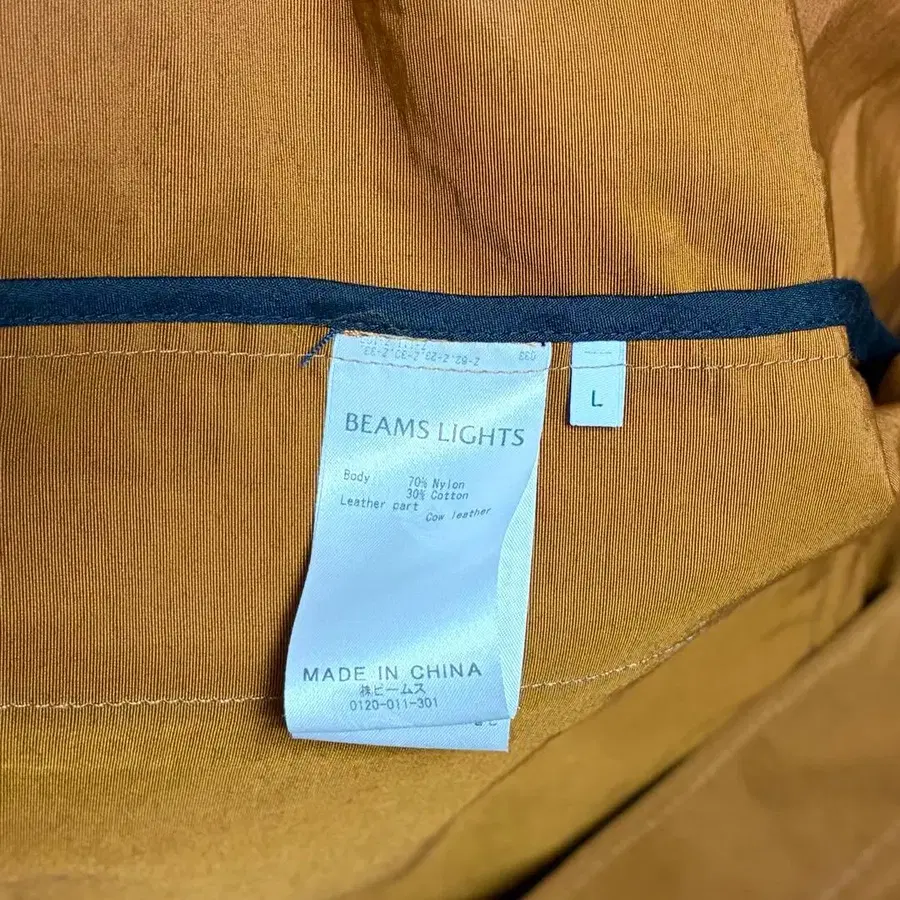 BEAMS LIGHTS
Body 70% Nylon
30% Cotton
Leather part
Cow leather
MADE IN CHINA
㈱ビームス
0120-011-301
L